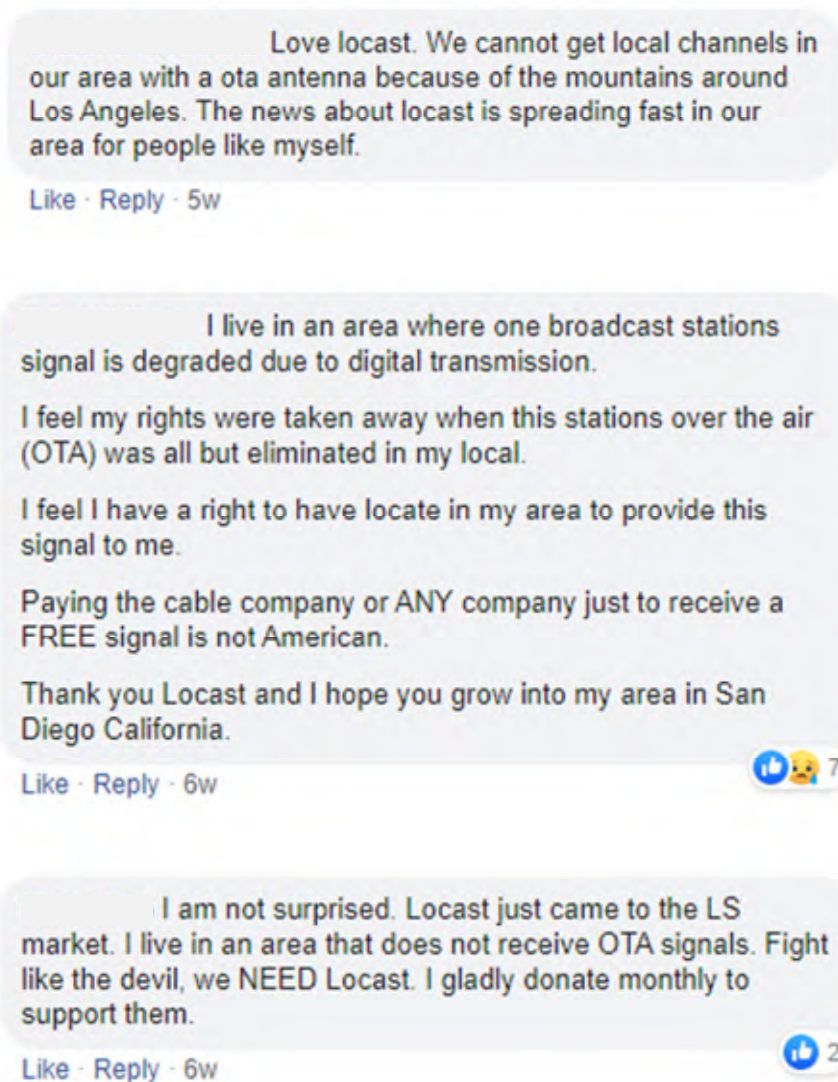 Love locast. We cannot get local channels in
our area with a ota antenna because of the mountains around
Los Angeles. The news about locast is spreading fast in our
area for people like myself.
Like · Reply · 5w
I live in an area where one broadcast stations
signal is degraded due to digital transmission.
I feel my rights were taken away when this stations over the air
(OTA) was all but eliminated in my local.
I feel I have a right to have locate in my area to provide this
signal to me.
Paying the cable company or ANY company just to receive a
FREE signal is not American.
Thank you Locast and I hope you grow into my area in San
Diego California.
7
Like · Reply · 6w
I am not surprised. Locast just came to the LS
market. I live in an area that does not receive OTA signals. Fight
like the devil, we NEED Locast. I gladly donate monthly to
support them.
2
Like · Reply · 6w